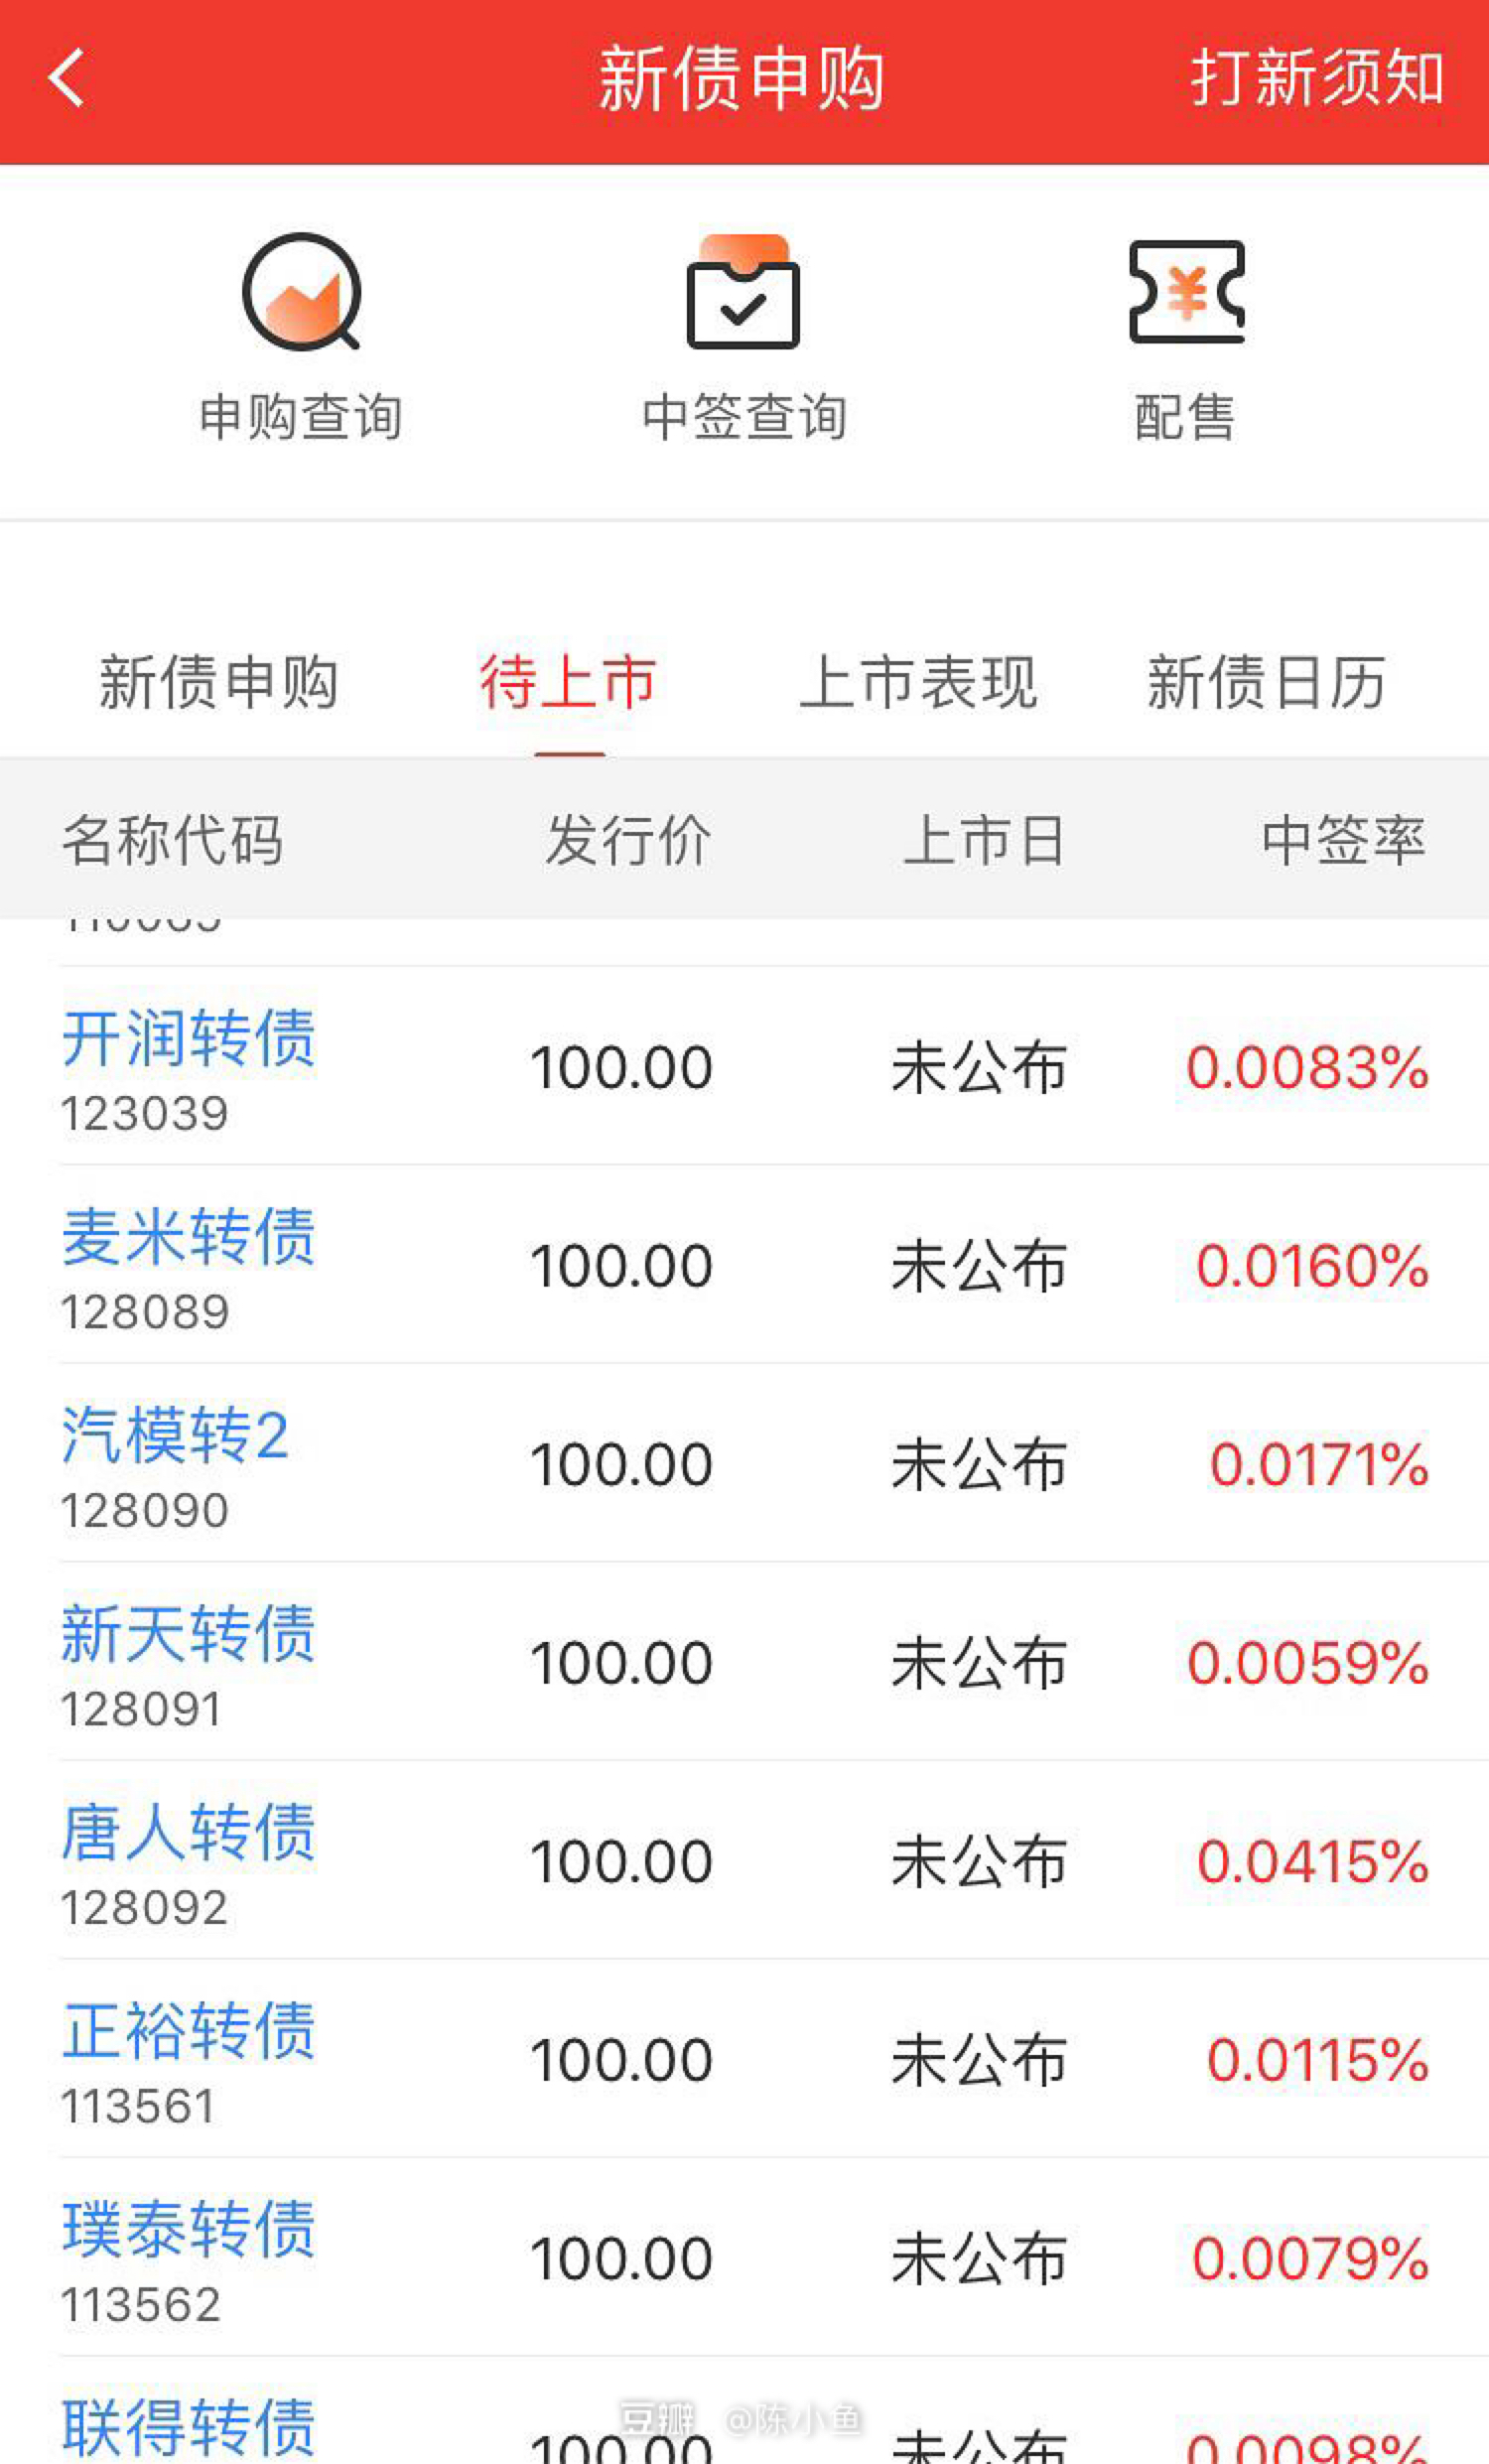 新债申购
打新须知
申购查询
中签查询
¥
配售
新债申购
待上市
上市表现
新债日历
名称代码 发行价 上市日 中签率
开润转债
123039
100.00 未公布 0.0083%
麦米转债
128089
100.00 未公布 0.0160%
汽模转2
128090
100.00 未公布 0.0171%
新天转债
128091
100.00 未公布 0.0059%
唐人转债
128092
100.00 未公布 0.0415%
正裕转债
113561
100.00 未公布 0.0115%
璞泰转债
113562
100.00 未公布 0.0079%
联得转债
100.00 未公布 0.0098%
豆瓣 @陈小鱼